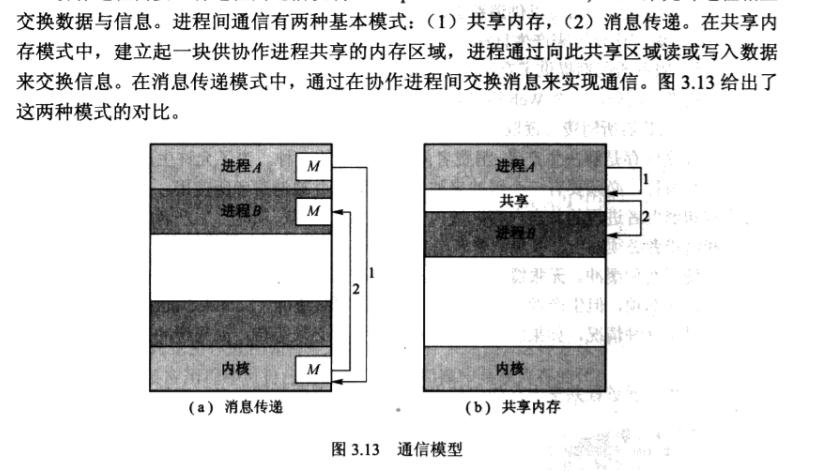 交换数据与信息。进程间通信有两种基本模式：（1）共享内存，（2）消息传递。在共享内
存模式中，建立起一块供协作进程共享的内存区域，进程通过向此共享区域读或写入数据
来交换信息。在消息传递模式中，通过在协作进程间交换消息来实现通信。图 3.13 给出了
这两种模式的对比。
进程A M
进程B M
1
2
内核 M
（a）消息传递
进程A
1
共享
2
进程B
内核
（b）共享内存
图 3.13 通信模型